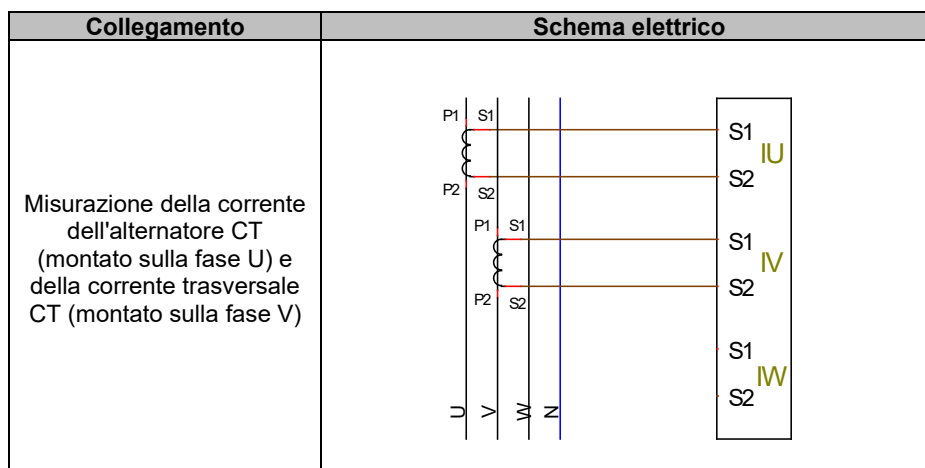 Collegamento
Schema elettrico
Misurazione della corrente
dell'alternatore CT
(montato sulla fase U) e
della corrente trasversale
CT (montato sulla fase V)
P1 S1
S1
IU
P2 S2
S2
P1 S1
S1
IV
P2 S2
S2
S1
IW
S2
U V W N